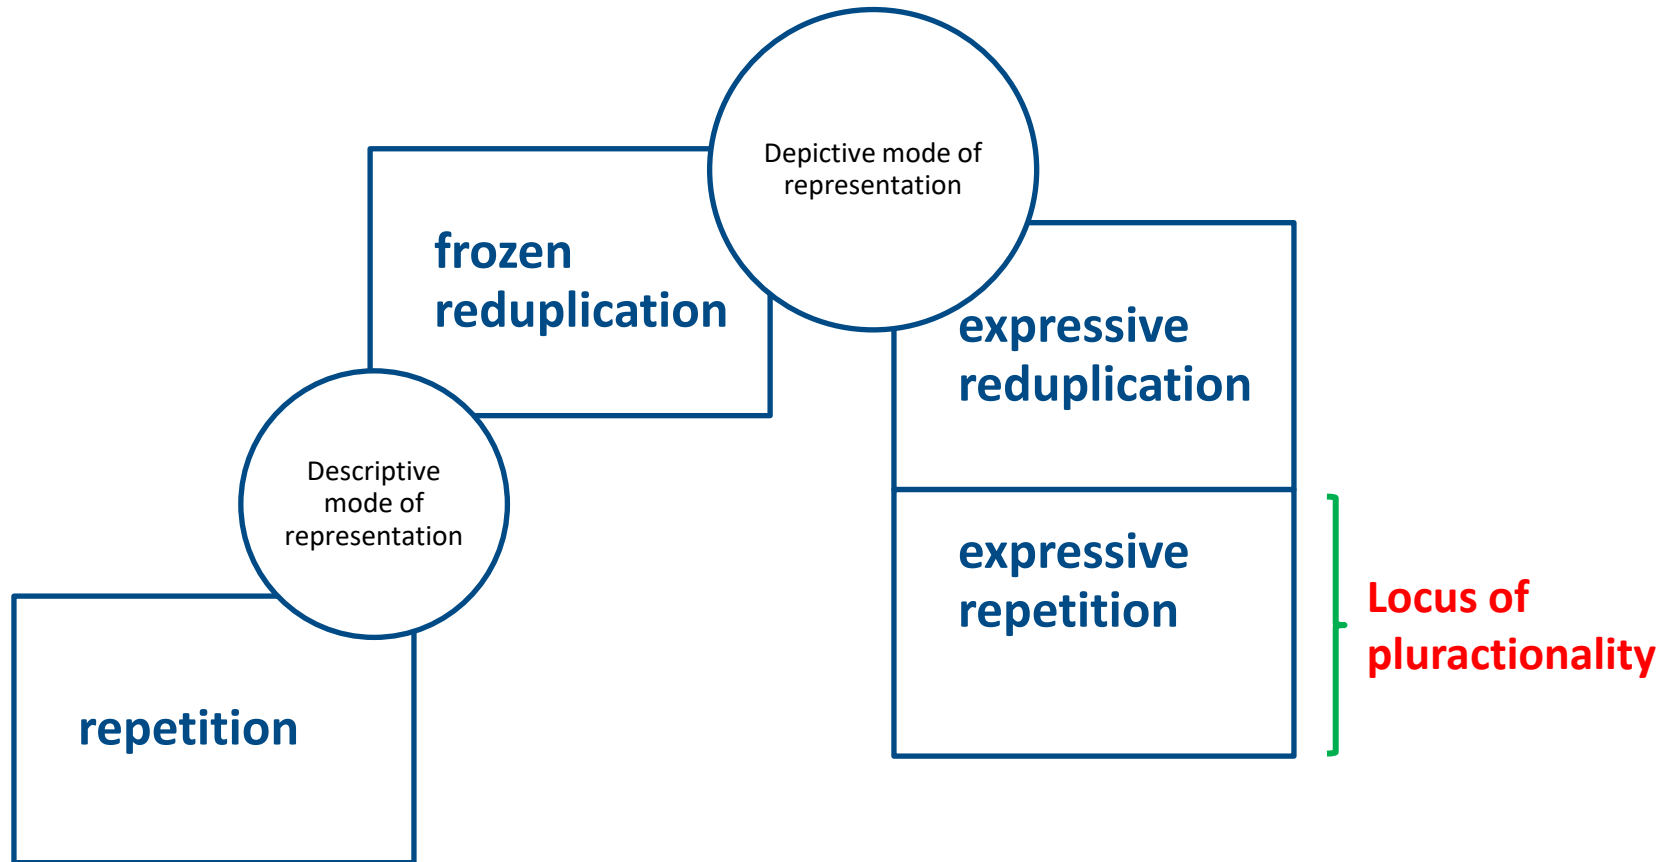 Depictive mode of
representation
frozen
reduplication
expressive
reduplication
Descriptive
mode of
representation
expressive
repetition
Locus of
pluractionality
repetition